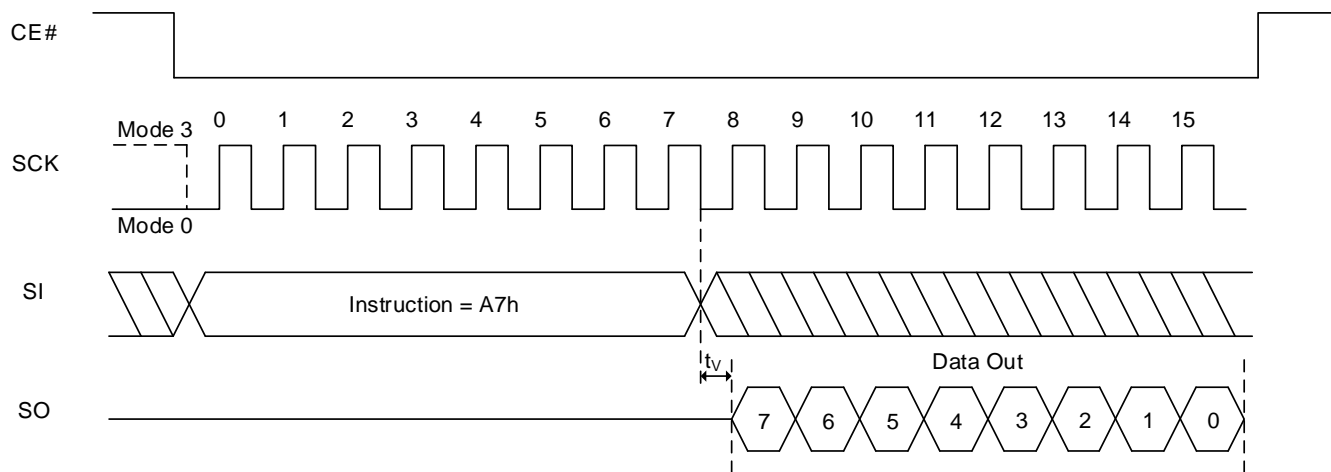 CE#
0 1 2 3 4 5 6 7 8 9 10 11 12 13 14 15
Mode 3
SCK
Mode 0
SI
Instruction = A7h
tV
Data Out
SO
7 6 5 4 3 2 1 0